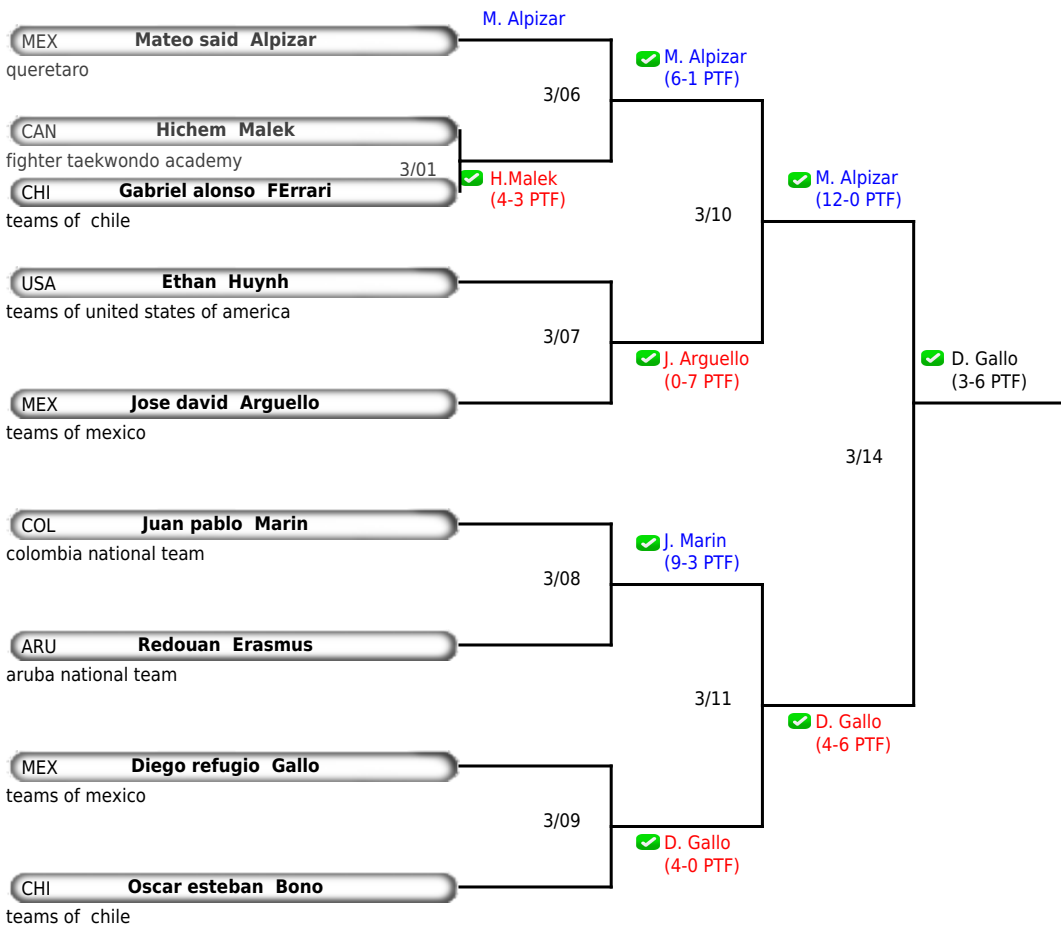 M. Alpizar
MEX Mateo said Alpizar
queretaro
M. Alpizar
(6-1 PTF)
3/06
CAN Hichem Malek
fighter taekwondo academy
3/01
H.Malek
(4-3 PTF)
CHI Gabriel alonso FErrari
teams of chile
M. Alpizar
(12-0 PTF)
3/10
USA Ethan Huynh
teams of united states of america
3/07
J. Arguello
(0-7 PTF)
D. Gallo
(3-6 PTF)
MEX Jose david Arguello
teams of mexico
3/14
COL Juan pablo Marin
colombia national team
J. Marin
(9-3 PTF)
3/08
ARU Redouan Erasmus
aruba national team
3/11
D. Gallo
(4-6 PTF)
MEX Diego refugio Gallo
teams of mexico
3/09
D. Gallo
(4-0 PTF)
CHI Oscar esteban Bono
teams of chile